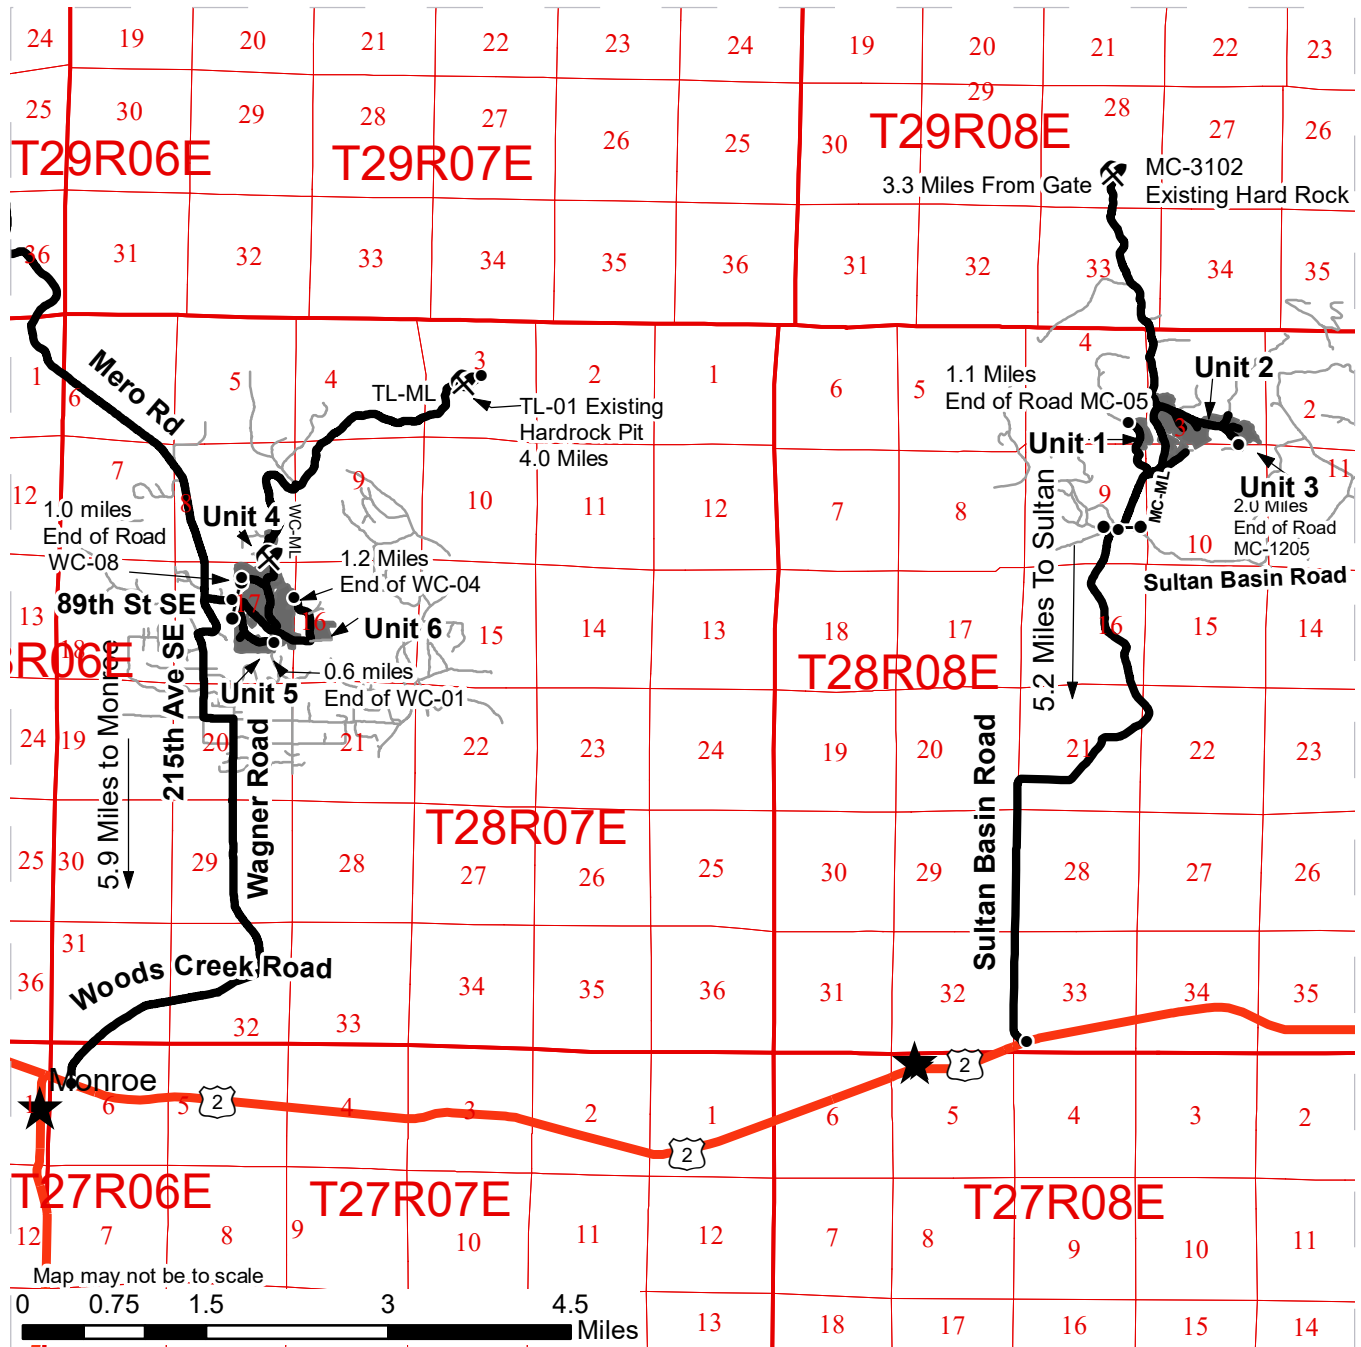 24 19 20 21 22 23 24 19 20 21 22 23
25 30 29 28 27 26 25 30 29 28 27 26
T29R06E T29R07E T29R08E
MC-3102
Existing Hard Rock
3.3 Miles From Gate
36 31 32 33 34 35 36 31 32 33 34 35
1 6 5 4 3 2 1 6 5 4 3 2
Mero Rd
TL-ML
TL-01 Existing
Hardrock Pit
4.0 Miles
1.1 Miles
End of Road MC-05
Unit 2
Unit 1
Unit 3
2.0 Miles
End of Road
MC-1205
MC-ML
Sultan Basin Road
5.2 Miles To Sultan
12 7 8 9 10 11 12 7 8 9 10 11
1.0 miles
End of Road
WC-08
Unit 4
WC-ML
1.2 Miles
End of WC-04
89th St SE
Unit 6
0.6 miles
End of WC-01
Unit 5
13 18 17 16 15 14 13 18 17 16 15 14
R06E T28R08E
215th Ave SE
5.9 Miles to Monroe
24 19 20 21 22 23 24 19 20 21 22 23
Wagner Road
Sultan Basin Road
T28R07E
25 30 29 28 27 26 25 30 29 28 27 26
36 31 32 33 34 35 36 31 32 33 34 35
Woods Creek Road
Monroe
1 6 5 4 3 2 1 6 5 4 3 2
2
2
2
T27R06E T27R07E T27R08E
12 7 8 9 10 11 12 7 8 9 10 11
Map may not be to scale
0 0.75 1.5 3 4.5
Miles
13 18 17 16 15 14